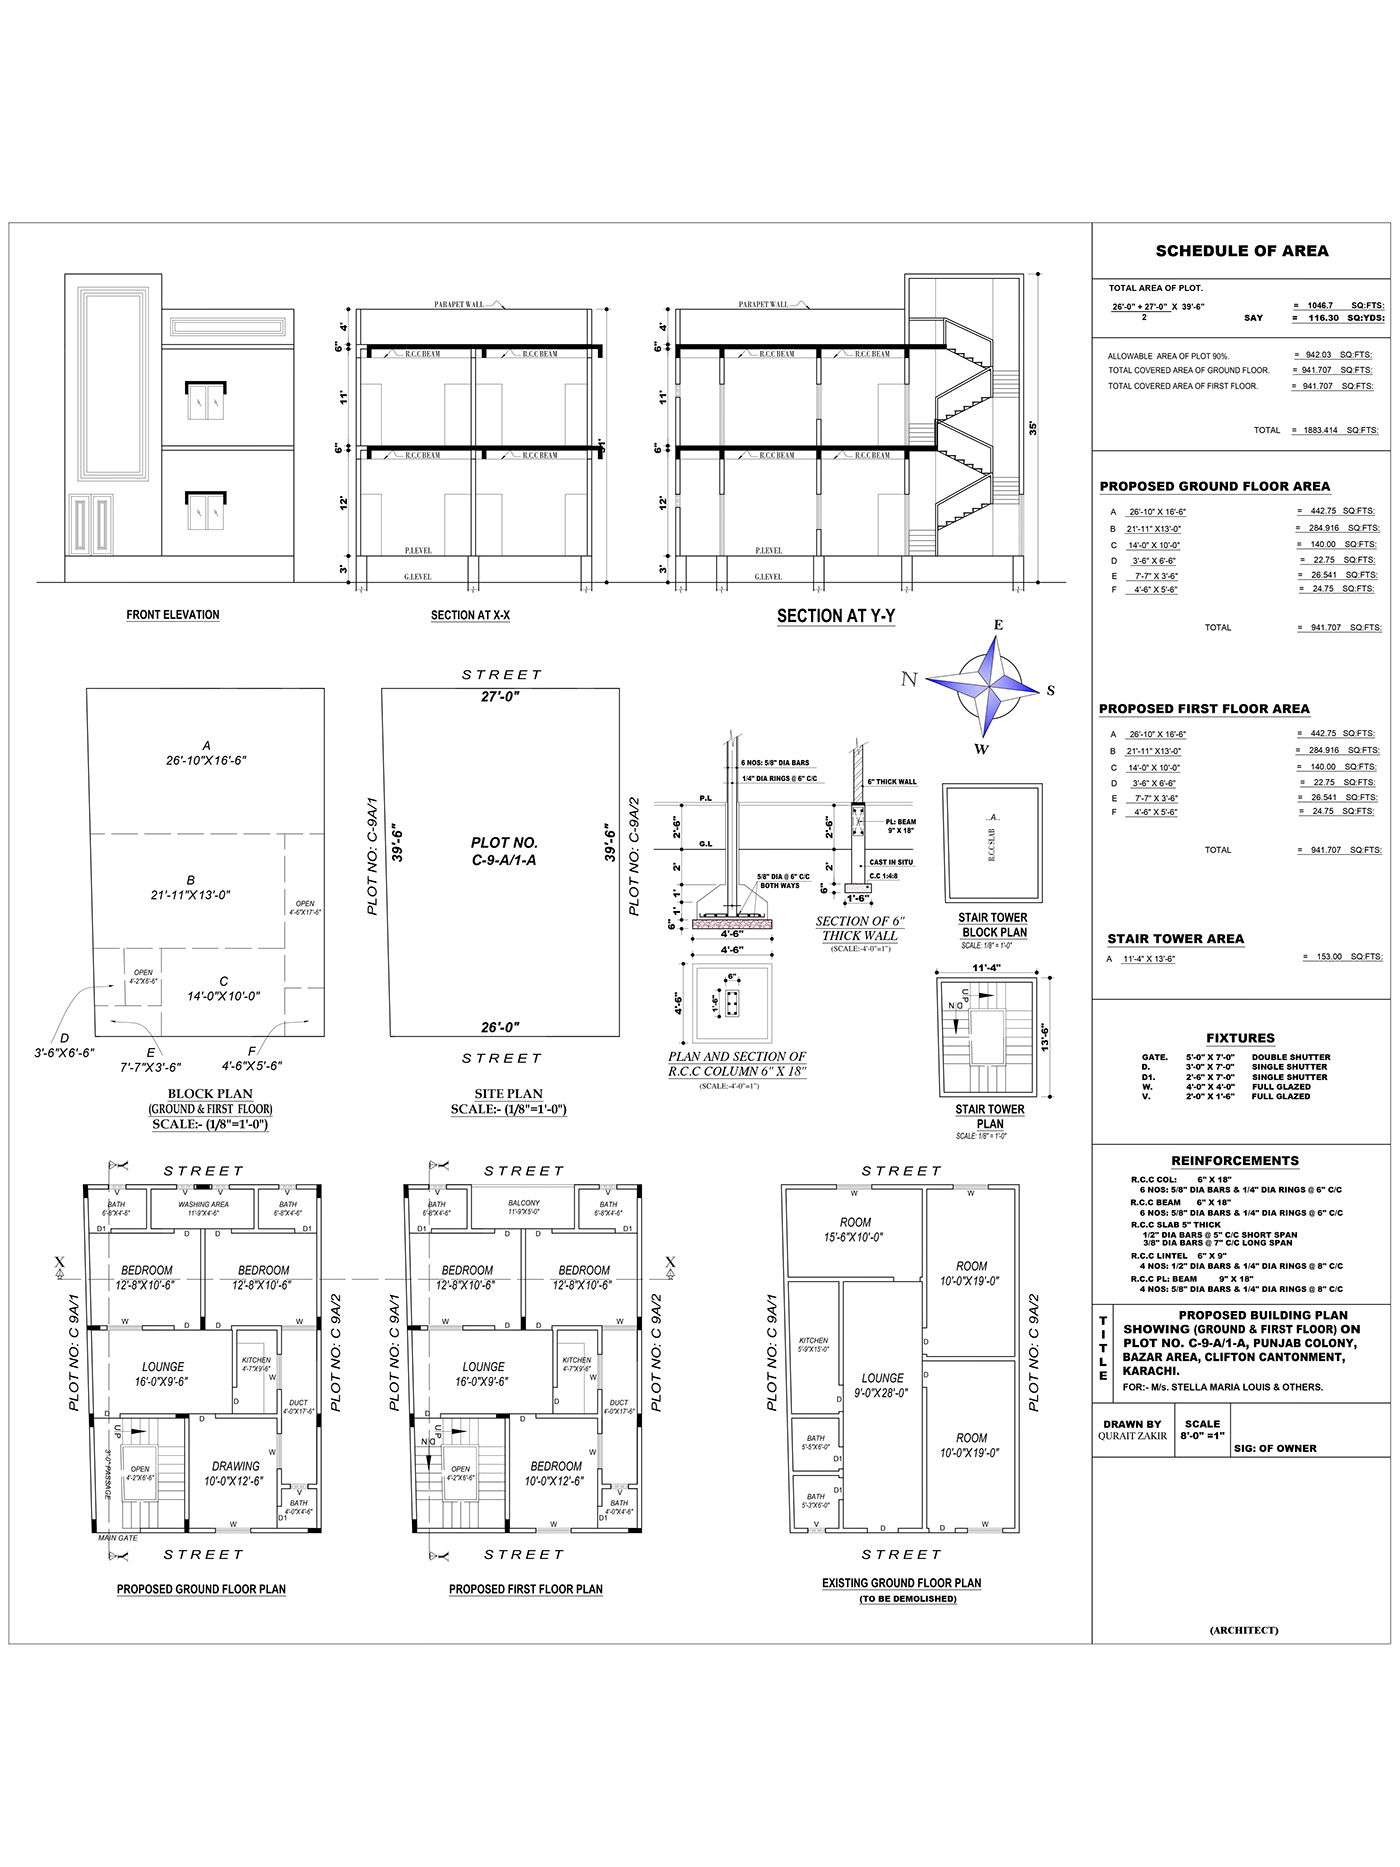 PARAPET WALL
4'
6"
R.C.C BEAM
R.C.C BEAM
11'
6"
R.C.C BEAM
R.C.C BEAM
12'
P.LEVEL
3'
G.LEVEL
PARAPET WALL
4'
6"
R.C.C BEAM
R.C.C BEAM
11'
6"
R.C.C BEAM
R.C.C BEAM
12'
P.LEVEL
3'
G.LEVEL
35'
FRONT ELEVATION
SECTION AT X-X
SECTION AT Y-Y
E
N
S
W
A
26'-10"X16'-6"
B
21'-11"X13'-0"
OPEN
4'-6"X17'-6"
OPEN
4'-2"X6'-6"
C
14'-0"X10'-0"
D
3'-6"X6'-6"
E
7'-7"X3'-6"
F
4'-6"X5'-6"
BLOCK PLAN
(GROUND & FIRST FLOOR)
SCALE:- (1/8"=1'-0")
STREET
27'-0"
PLOT NO: C-9A/1
39'-6"
PLOT NO.
C-9-A/1-A
39'-6"
PLOT NO: C-9A/2
26'-0"
STREET
SITE PLAN
SCALE:- (1/8"=1'-0")
6 NOS: 5/8" DIA BARS
1/4" DIA RINGS @ 6" C/C
P.L
2'-6"
G.L
2'
5/8" DIA @ 6" C/C
BOTH WAYS
1'
1'
6"
4'-6"
4'-6"
6"
1'-6"
4'-6"
PLAN AND SECTION OF
R.C.C COLUMN 6" X 18"
(SCALE:-4'-0"=1")
6" THICK WALL
PL: BEAM
9" X 18"
2'-6"
2'
CAST IN SITU
C.C 1:4:8
6"
1'-6"
SECTION OF 6"
THICK WALL
(SCALE:-4'-0"=1")
A
R.C.C SLAB
STAIR TOWER
BLOCK PLAN
SCALE: 1/8" = 1'-0"
11'-4"
UP
DN
13'-6"
STAIR TOWER
PLAN
SCALE: 1/8" = 1'-0"
STREET
Y
V
V
V
V
BATH
6'-8"X4'-6"
WASHING AREA
11'-9"X4'-6"
BATH
6'-8"X4'-6"
D1
D
D
D1
X
BEDROOM
12'-8"X10'-6"
BEDROOM
12'-8"X10'-6"
PLOT NO: C 9A/1
PLOT NO: C 9A/2
W
D
D
W
LOUNGE
16'-0"X9'-6"
KITCHEN
4'-7"X9'-6"
W
D
DUCT
4'-0"X17'-6"
D
D
UP
3'-0" PASSAGE
OPEN
4'-2"X6'-6"
DRAWING
10'-0"X12'-6"
W
V
BATH
4'-0"X4'-6"
D1
W
MAIN GATE
Y
STREET
PROPOSED GROUND FLOOR PLAN
STREET
Y
V
V
BATH
6'-8"X4'-6"
BALCONY
11'-9"X5'-0"
BATH
6'-8"X4'-6"
D1
D
D
D1
X
BEDROOM
12'-8"X10'-6"
BEDROOM
12'-8"X10'-6"
PLOT NO: C 9A/1
PLOT NO: C 9A/2
W
D
D
W
LOUNGE
16'-0"X9'-6"
KITCHEN
4'-7"X9'-6"
W
D
DUCT
4'-0"X17'-6"
D
D
UP
DN
OPEN
4'-2"X6'-6"
BEDROOM
10'-0"X12'-6"
W
V
BATH
4'-0"X4'-6"
D1
W
Y
STREET
PROPOSED FIRST FLOOR PLAN
STREET
W
W
ROOM
15'-6"X10'-0"
ROOM
10'-0"X19'-0"
PLOT NO: C 9A/1
PLOT NO: C 9A/2
D
KITCHEN
5'-9"X15'-0"
D
LOUNGE
9'-0"X28'-0"
D
D
BATH
5'-5"X6'-0"
D1
ROOM
10'-0"X19'-0"
BATH
5'-3"X6'-0"
D1
V
D
D
W
STREET
EXISTING GROUND FLOOR PLAN
(TO BE DEMOLISHED)
SCHEDULE OF AREA
TOTAL AREA OF PLOT.
26'-0" + 27'-0" X 39'-6" = 1046.7 SQ:FTS:
2 SAY = 116.30 SQ:YDS:
ALLOWABLE AREA OF PLOT 90%. = 942.03 SQ:FTS:
TOTAL COVERED AREA OF GROUND FLOOR. = 941.707 SQ:FTS:
TOTAL COVERED AREA OF FIRST FLOOR. = 941.707 SQ:FTS:
TOTAL = 1883.414 SQ:FTS:
PROPOSED GROUND FLOOR AREA
A 26'-10" X 16'-6" = 442.75 SQ:FTS:
B 21'-11" X13'-0" = 284.916 SQ:FTS:
C 14'-0" X 10'-0" = 140.00 SQ:FTS:
D 3'-6" X 6'-6" = 22.75 SQ:FTS:
E 7'-7" X 3'-6" = 26.541 SQ:FTS:
F 4'-6" X 5'-6" = 24.75 SQ:FTS:
TOTAL = 941.707 SQ:FTS:
PROPOSED FIRST FLOOR AREA
A 26'-10" X 16'-6" = 442.75 SQ:FTS:
B 21'-11" X13'-0" = 284.916 SQ:FTS:
C 14'-0" X 10'-0" = 140.00 SQ:FTS:
D 3'-6" X 6'-6" = 22.75 SQ:FTS:
E 7'-7" X 3'-6" = 26.541 SQ:FTS:
F 4'-6" X 5'-6" = 24.75 SQ:FTS:
TOTAL = 941.707 SQ:FTS:
STAIR TOWER AREA
A 11'-4" X 13'-6" = 153.00 SQ:FTS:
FIXTURES
GATE. 5'-0" X 7'-0" DOUBLE SHUTTER
D. 3'-0" X 7'-0" SINGLE SHUTTER
D1. 2'-6" X 7'-0" SINGLE SHUTTER
W. 4'-0" X 4'-0" FULL GLAZED
V. 2'-0" X 1'-6" FULL GLAZED
REINFORCEMENTS
R.C.C COL: 6" X 18"
6 NOS: 5/8" DIA BARS & 1/4" DIA RINGS @ 6" C/C
R.C.C BEAM 6" X 18"
6 NOS: 5/8" DIA BARS & 1/4" DIA RINGS @ 6" C/C
R.C.C SLAB 5" THICK
1/2" DIA BARS @ 5" C/C SHORT SPAN
3/8" DIA BARS @ 7" C/C LONG SPAN
R.C.C LINTEL 6" X 9"
4 NOS: 1/2" DIA BARS & 1/4" DIA RINGS @ 8" C/C
R.C.C PL: BEAM 9" X 18"
4 NOS: 5/8" DIA BARS & 1/4" DIA RINGS @ 8" C/C
TITLE
PROPOSED BUILDING PLAN
SHOWING (GROUND & FIRST FLOOR) ON
PLOT NO. C-9-A/1-A, PUNJAB COLONY,
BAZAR AREA, CLIFTON CANTONMENT,
KARACHI.
FOR:- M/s. STELLA MARIA LOUIS & OTHERS.
DRAWN BY
QURAIT ZAKIR
SCALE
8'-0" =1"
SIG: OF OWNER
(ARCHITECT)